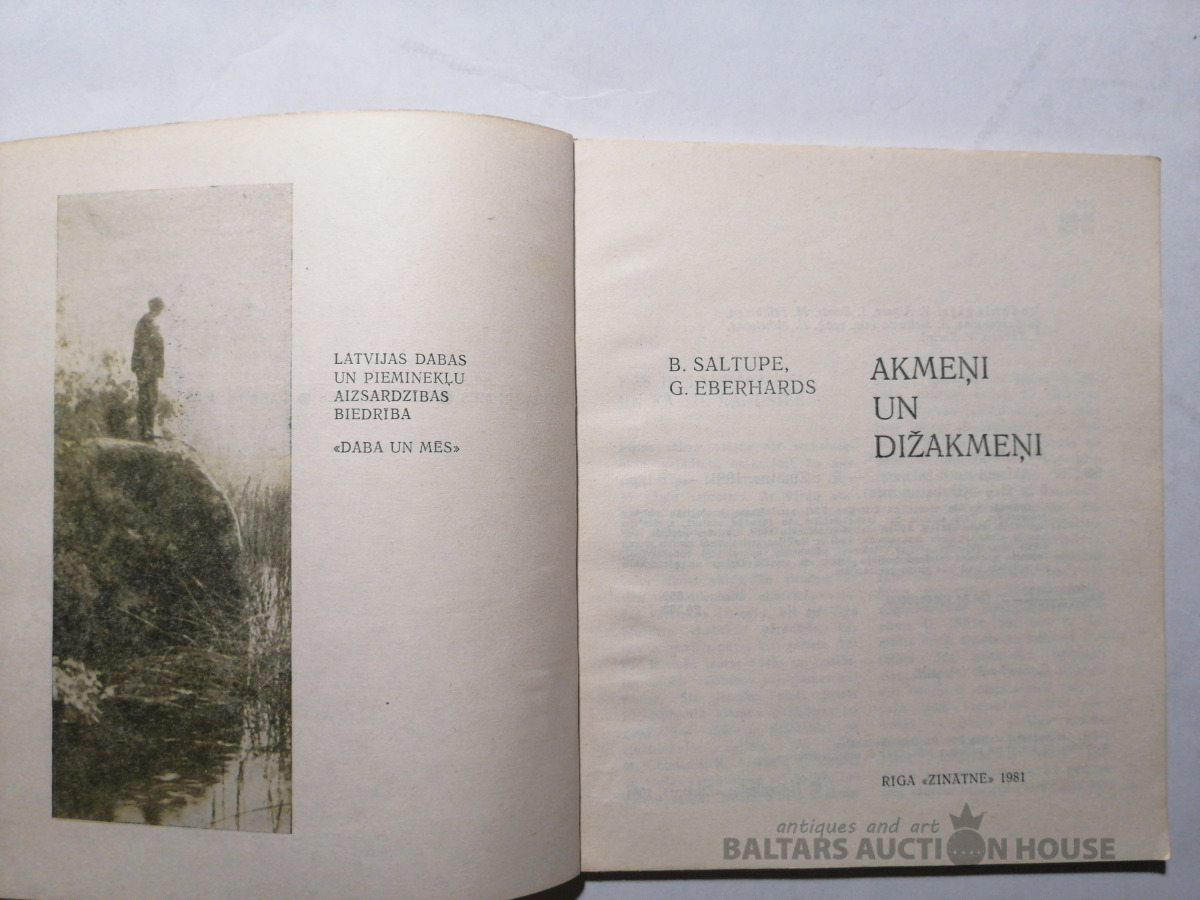 LATVIJAS DABAS
UN PIEMINEKĻU
AIZSARDZĪBAS
BIEDRĪBA
«DABA UN MĒS»
B. SALTUPE,
G. EBERHARDS
AKMEŅI
UN
DIŽAKMEŅI
RĪGA «ZINĀTNE» 1981
antiques and art
BALTARS AUCTION HOUSE